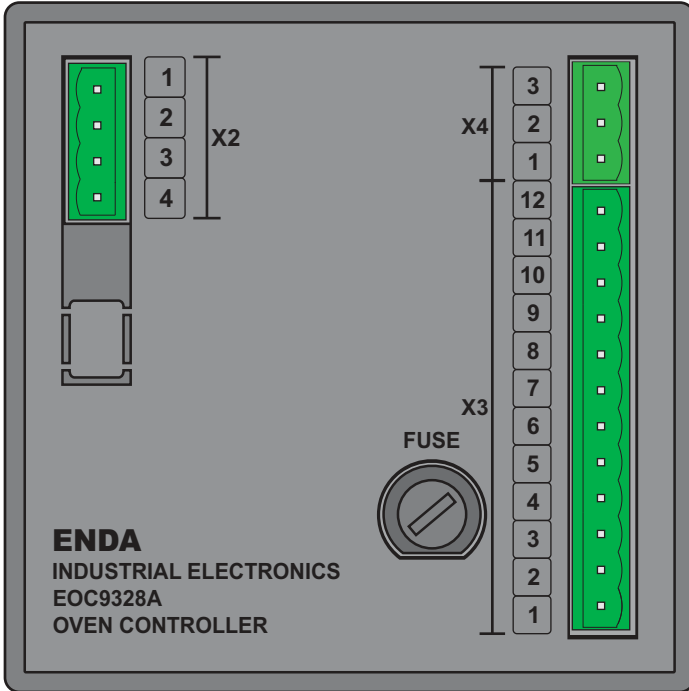 1
2
3
4
X2
X4
3
2
1
12
11
10
9
8
7
6
5
4
3
2
1
X3
FUSE
ENDA
INDUSTRIAL ELECTRONICS
EOC9328A
OVEN CONTROLLER